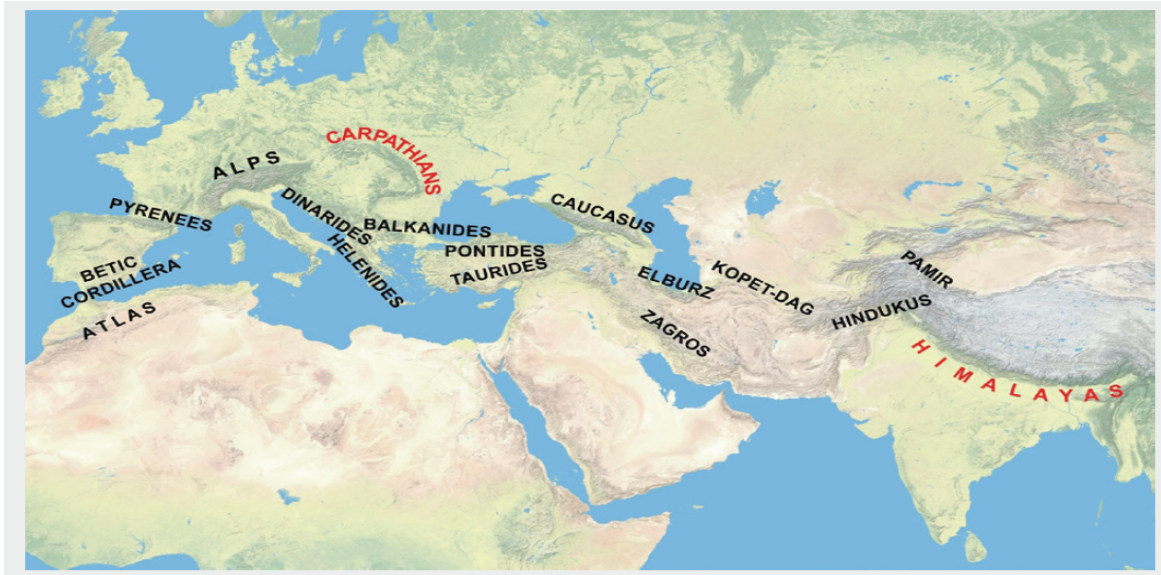 CARPATHIANS
ALPS
DINARIDES
PYRENEES
BALKANIDES
HELENIDES
CAUCASUS
PONTIDES
TAURIDES
BETIC
CORDILLERA
ATLAS
ELBURZ
KOPET-DAG
PAMIR
ZAGROS
HINDUKUS
HIMALAYAS